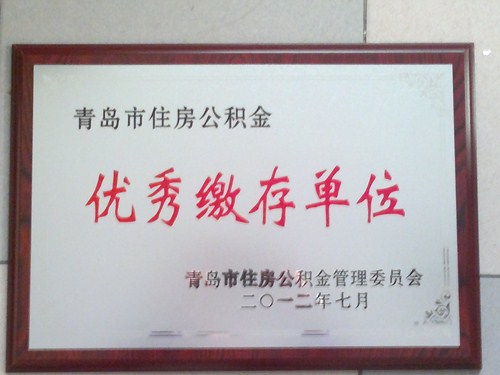 青岛市住房公积金
优秀缴存单位
青岛市住房公积金管理委员会
二〇一二年七月